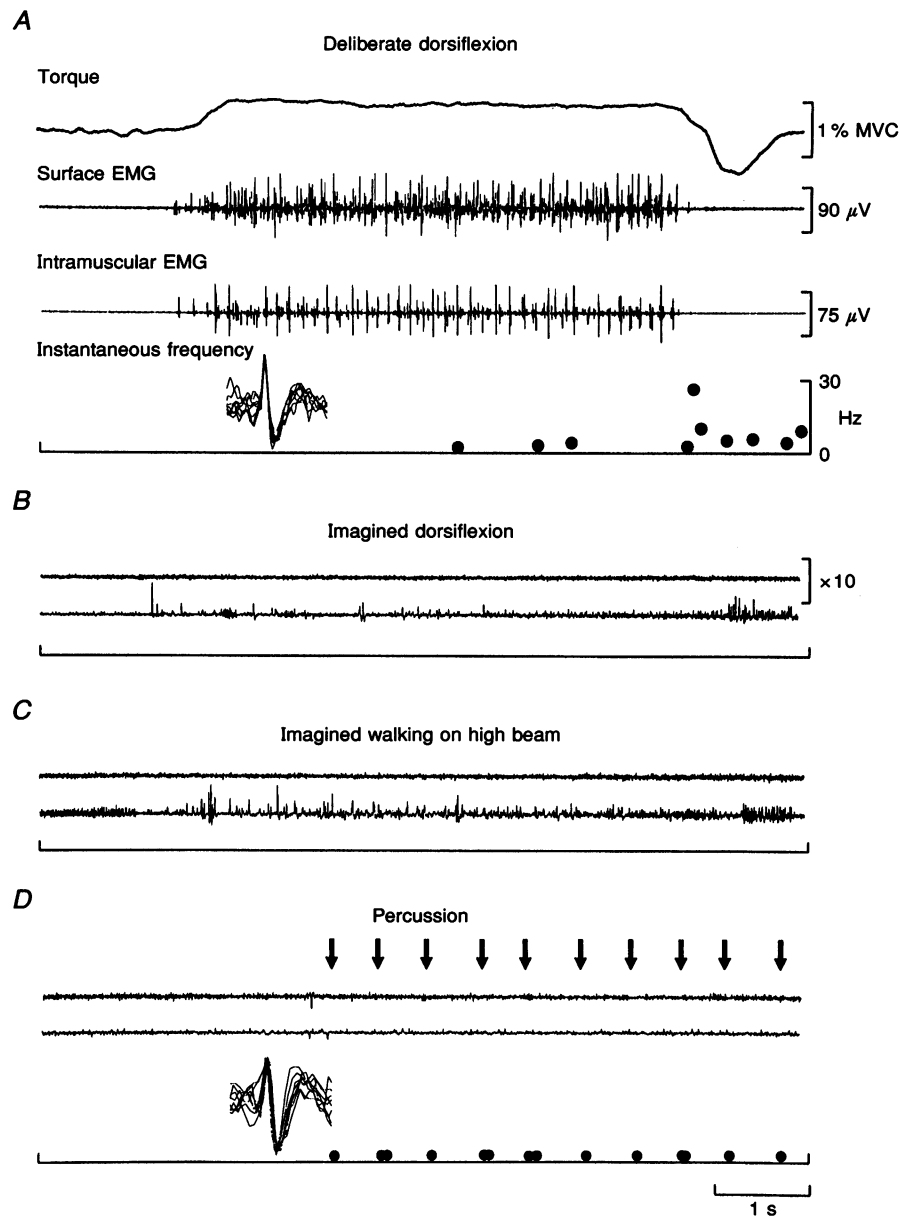 A
Deliberate dorsiflexion
Torque
1% MVC
Surface EMG
90 μV
Intramuscular EMG
75 μV
Instantaneous frequency
30
Hz
0
B
Imagined dorsiflexion
×10
C
Imagined walking on high beam
D
Percussion
1 s